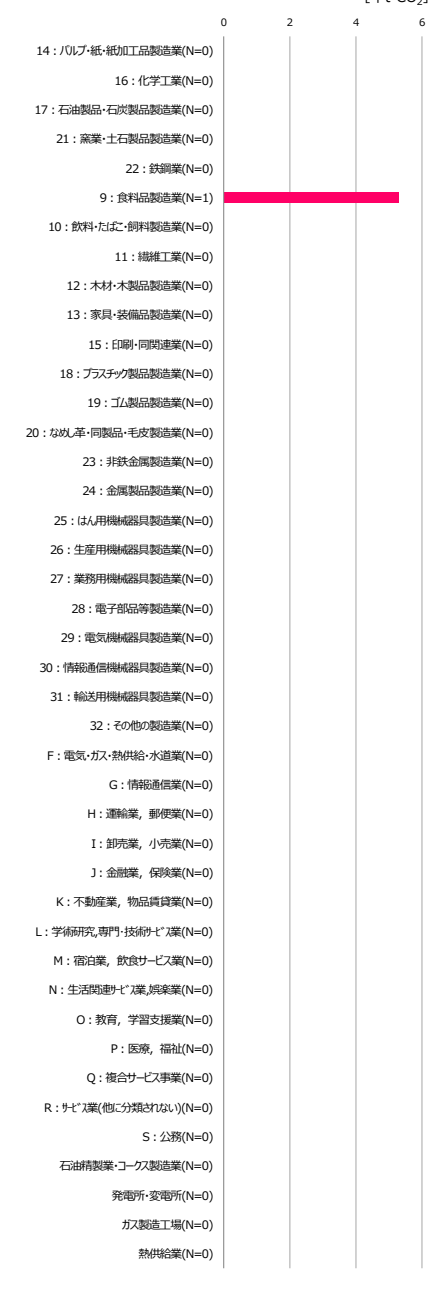 0 2 4 6
14：パルプ・紙・紙加工品製造業(N=0)
16：化学工業(N=0)
17：石油製品・石炭製品製造業(N=0)
21：窯業・土石製品製造業(N=0)
22：鉄鋼業(N=0)
9：食料品製造業(N=1)
10：飲料・たばこ・飼料製造業(N=0)
11：繊維工業(N=0)
12：木材・木製品製造業(N=0)
13：家具・装備品製造業(N=0)
15：印刷・同関連業(N=0)
18：プラスチック製品製造業(N=0)
19：ゴム製品製造業(N=0)
20：なめし革・同製品・毛皮製造業(N=0)
23：非鉄金属製造業(N=0)
24：金属製品製造業(N=0)
25：はん用機械器具製造業(N=0)
26：生産用機械器具製造業(N=0)
27：業務用機械器具製造業(N=0)
28：電子部品等製造業(N=0)
29：電気機械器具製造業(N=0)
30：情報通信機械器具製造業(N=0)
31：輸送用機械器具製造業(N=0)
32：その他の製造業(N=0)
F：電気・ガス・熱供給・水道業(N=0)
G：情報通信業(N=0)
H：運輸業，郵便業(N=0)
I：卸売業，小売業(N=0)
J：金融業，保険業(N=0)
K：不動産業，物品賃貸業(N=0)
L：学術研究,専門・技術ｻｰﾋﾞｽ業(N=0)
M：宿泊業，飲食サービス業(N=0)
N：生活関連ｻｰﾋﾞｽ業,娯楽業(N=0)
O：教育，学習支援業(N=0)
P：医療，福祉(N=0)
Q：複合サービス事業(N=0)
R：ｻｰﾋﾞｽ業(他に分類されない)(N=0)
S：公務(N=0)
石油精製業・コークス製造業(N=0)
発電所・変電所(N=0)
ガス製造工場(N=0)
熱供給業(N=0)